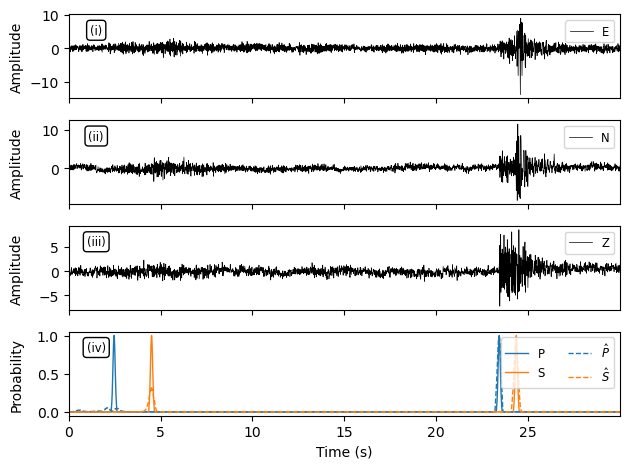 10
0
−10
Amplitude
(i)
E
10
0
Amplitude
(ii)
N
5
0
−5
Amplitude
(iii)
Z
1.0
0.5
0.0
Probability
(iv)
P
S
P̂
Ŝ
0 5 10 15 20 25
Time (s)